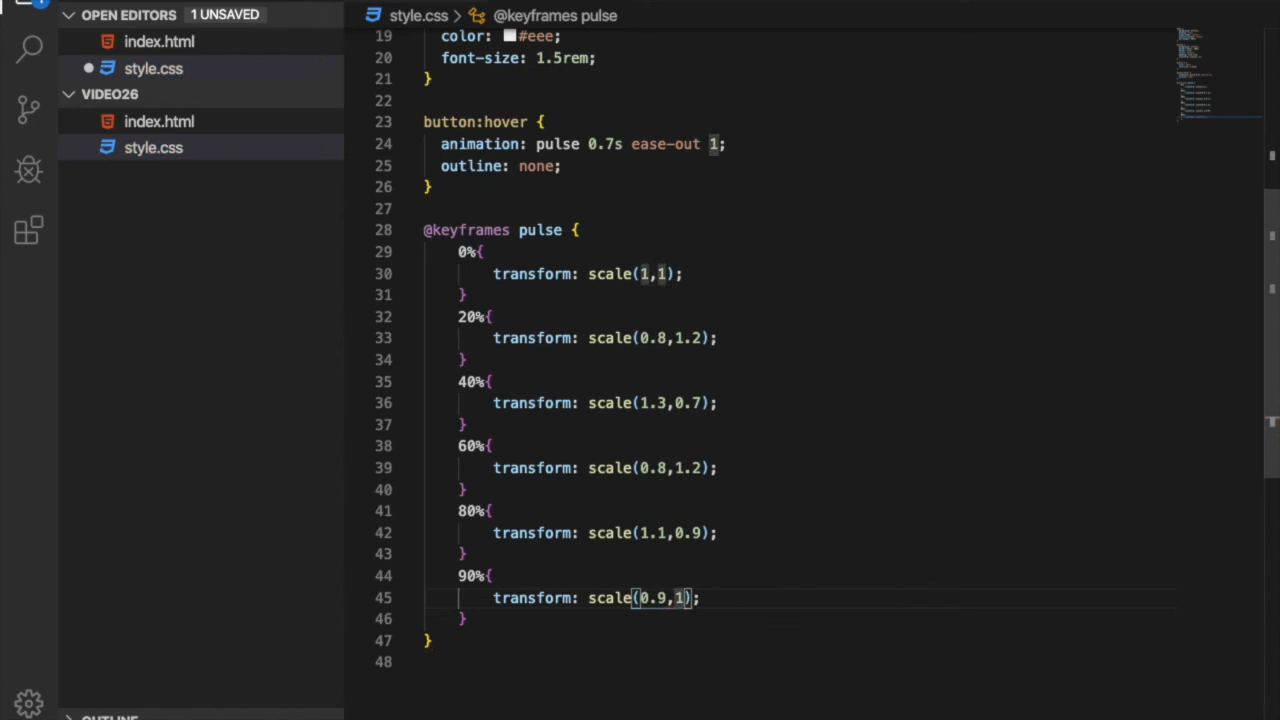 OPEN EDITORS 1 UNSAVED
index.html
style.css
VIDEO26
index.html
style.css
OUTLINE
style.css > @keyframes pulse
19 color: #eee;
20 font-size: 1.5rem;
21 }
22
23 button:hover {
24 animation: pulse 0.7s ease-out 1;
25 outline: none;
26 }
27
28 @keyframes pulse {
29 0%{
30 transform: scale(1,1);
31 }
32 20%{
33 transform: scale(0.8,1.2);
34 }
35 40%{
36 transform: scale(1.3,0.7);
37 }
38 60%{
39 transform: scale(0.8,1.2);
40 }
41 80%{
42 transform: scale(1.1,0.9);
43 }
44 90%{
45 transform: scale(0.9,1);
46 }
47 }
48